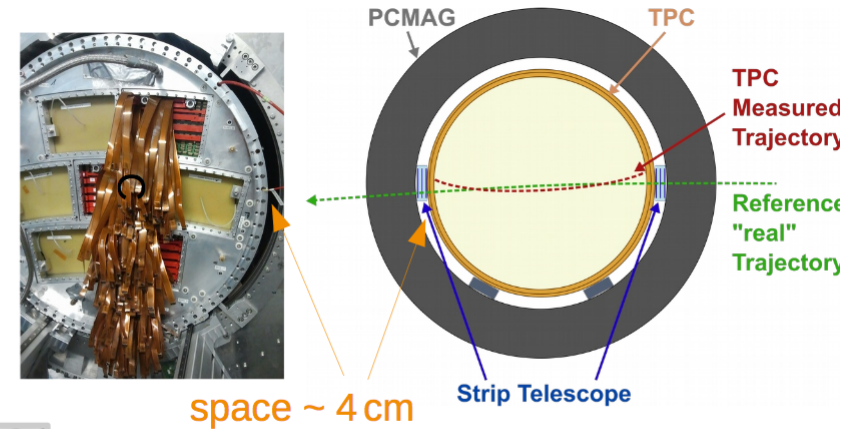 PCMAG
TPC
TPC
Measured
Trajectory
Reference
"real"
Trajectory
Strip Telescope
space ~ 4 cm